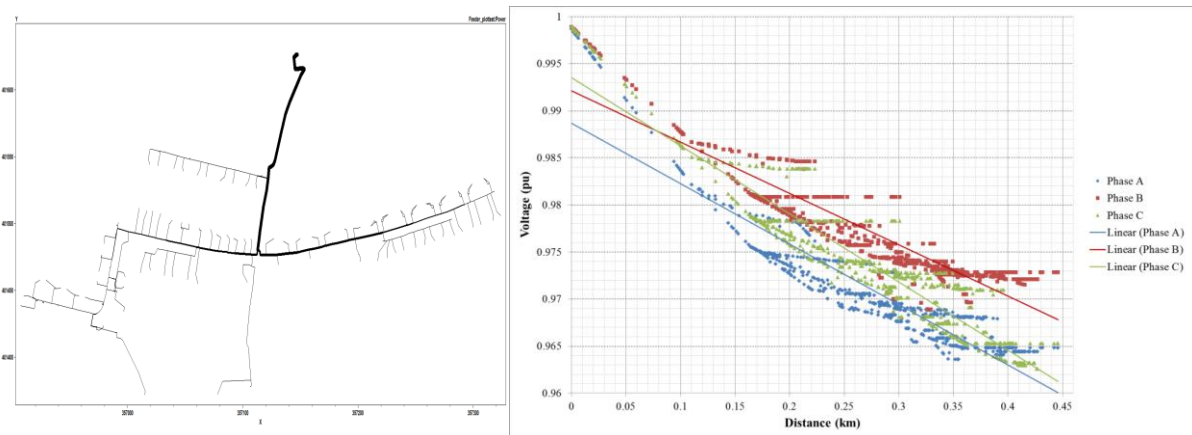 Y
1
0.995
0.99
0.985
0.98
0.975
0.97
0.965
0.96
0 0.05 0.1 0.15 0.2 0.25 0.3 0.35 0.4 0.45
Voltage (pu)
Distance (km)
Phase A
Phase B
Phase C
Linear (Phase A)
Linear (Phase B)
Linear (Phase C)
X